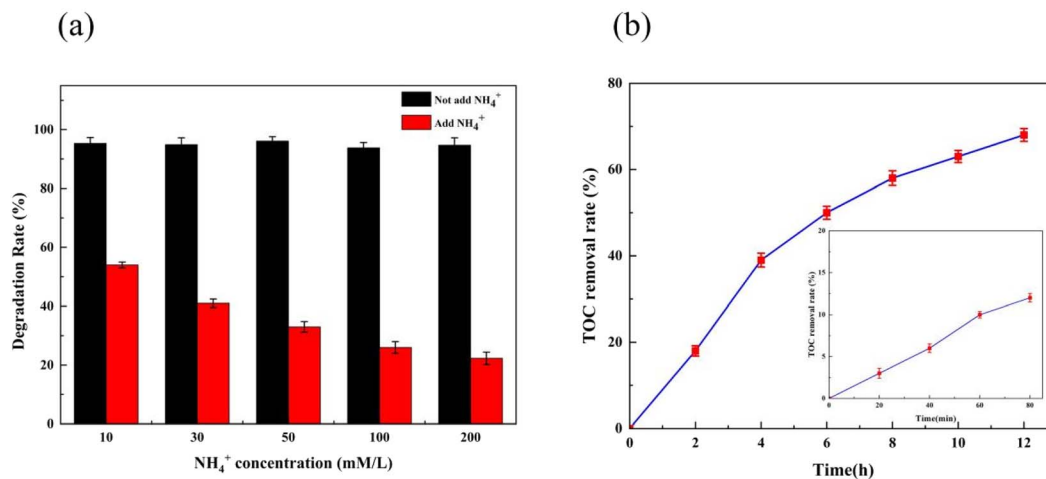 (a)
Degradation Rate (%)
100
80
60
40
20
0
Not add NH₄⁺
Add NH₄⁺
10 30 50 100 200
NH₄⁺ concentration (mM/L)
(b)
TOC removal rate (%)
80
60
40
20
0
0 2 4 6 8 10 12
Time(h)
TOC removal rate (%)
20
15
10
5
0
0 20 40 60 80
Time(min)